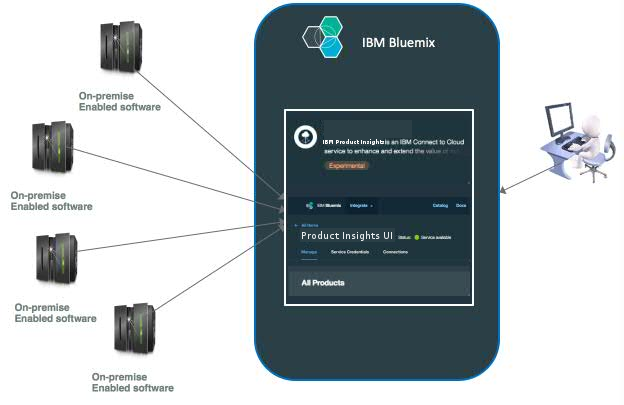 IBM Bluemix
On-premise
Enabled software
On-premise
Enabled software
On-premise
Enabled software
On-premise
Enabled software
IBM Product Insights is an IBM Connect to Cloud
service to enhance and extend the value of
Experimental
IBM Bluemix Integrate Catalog Docs
All Items
Product Insights UI Status: Service available
Manage Service Credentials Connections
All Products